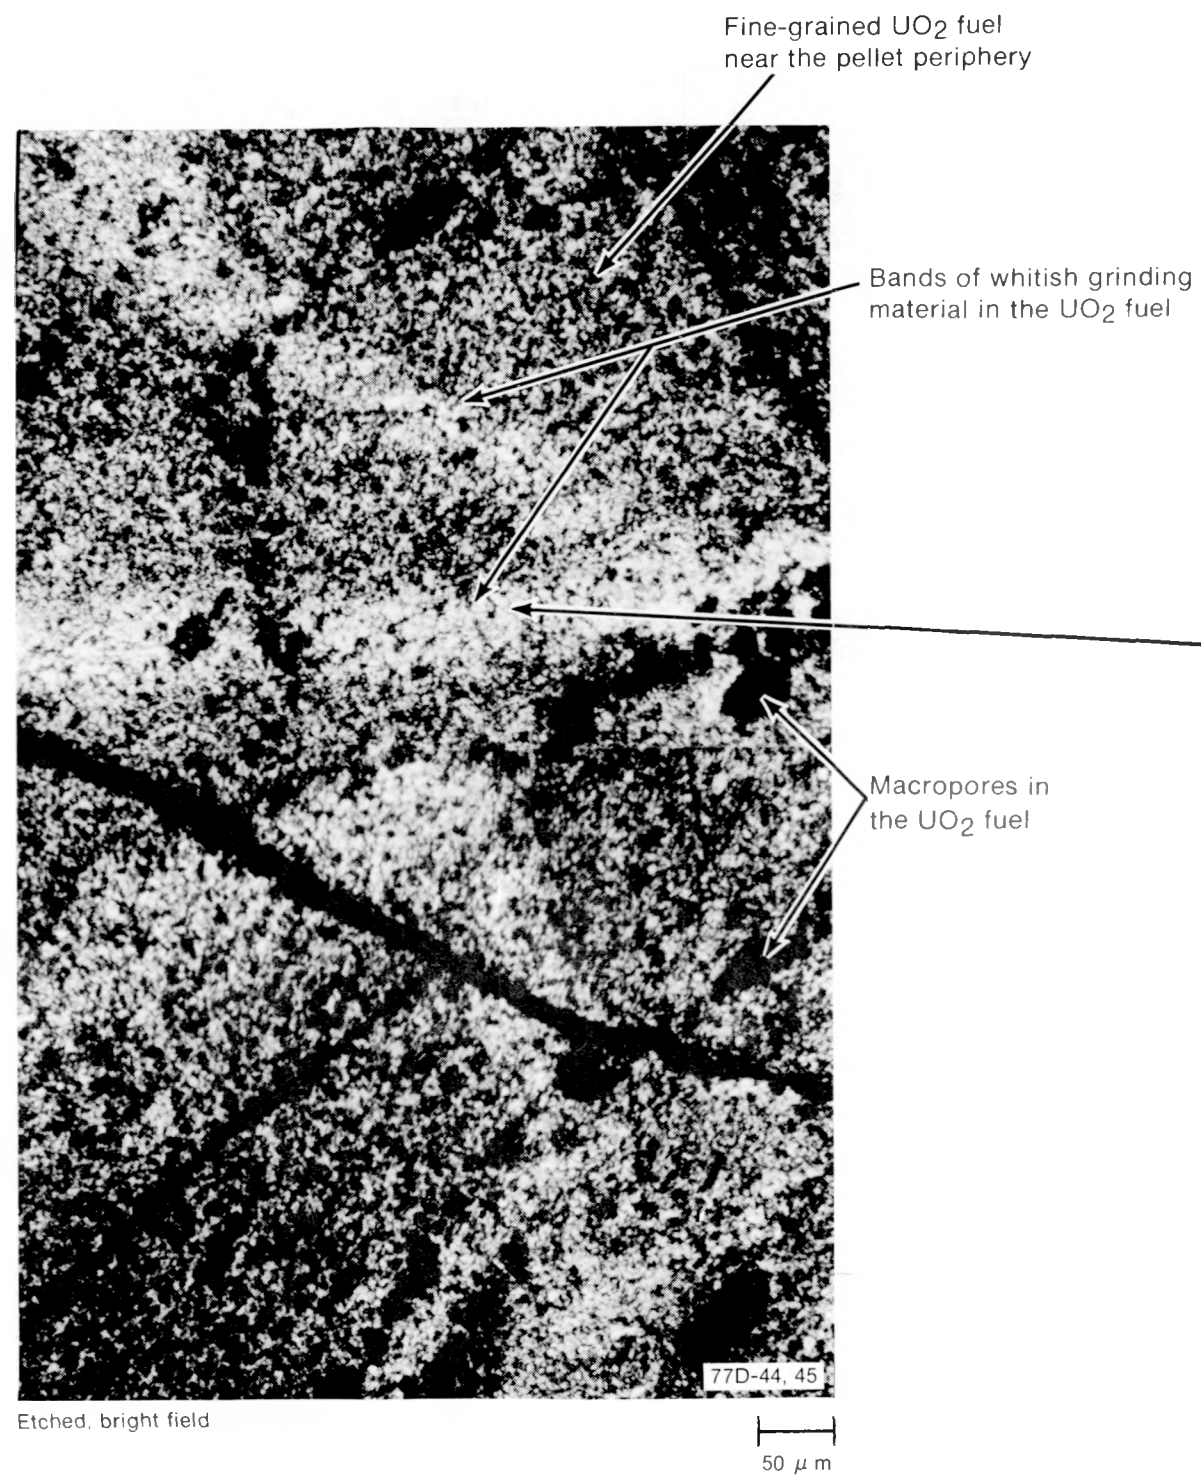 Fine-grained UO2 fuel
near the pellet periphery
Bands of whitish grinding
material in the UO2 fuel
Macropores in
the UO2 fuel
77D-44, 45
Etched, bright field
50 μm